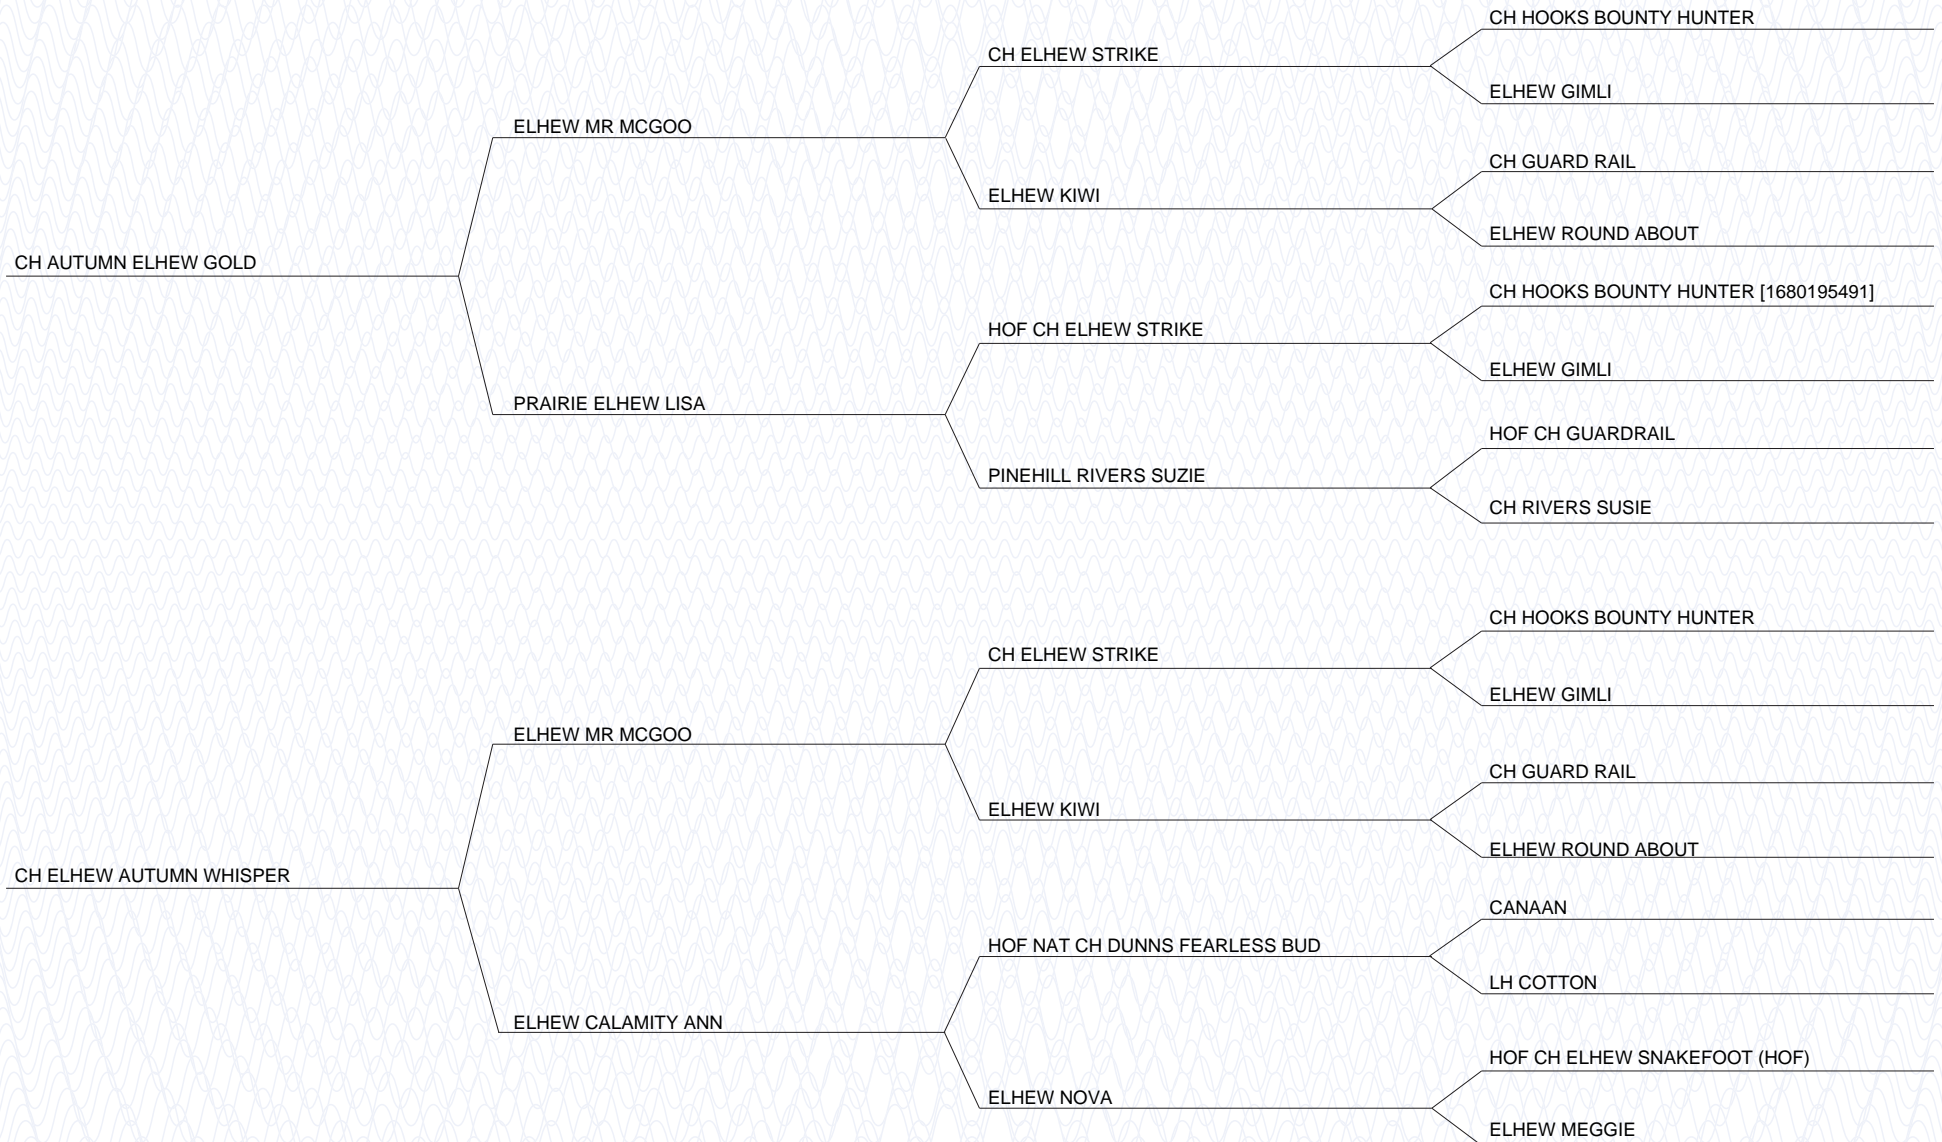 CH HOOKS BOUNTY HUNTER
CH ELHEW STRIKE
ELHEW GIMLI
ELHEW MR MCGOO
CH GUARD RAIL
ELHEW KIWI
ELHEW ROUND ABOUT
CH AUTUMN ELHEW GOLD
CH HOOKS BOUNTY HUNTER [1680195491]
HOF CH ELHEW STRIKE
ELHEW GIMLI
PRAIRIE ELHEW LISA
HOF CH GUARDRAIL
PINEHILL RIVERS SUZIE
CH RIVERS SUSIE
CH HOOKS BOUNTY HUNTER
CH ELHEW STRIKE
ELHEW GIMLI
ELHEW MR MCGOO
CH GUARD RAIL
ELHEW KIWI
ELHEW ROUND ABOUT
CH ELHEW AUTUMN WHISPER
CANAAN
HOF NAT CH DUNNS FEARLESS BUD
LH COTTON
ELHEW CALAMITY ANN
HOF CH ELHEW SNAKEFOOT (HOF)
ELHEW NOVA
ELHEW MEGGIE